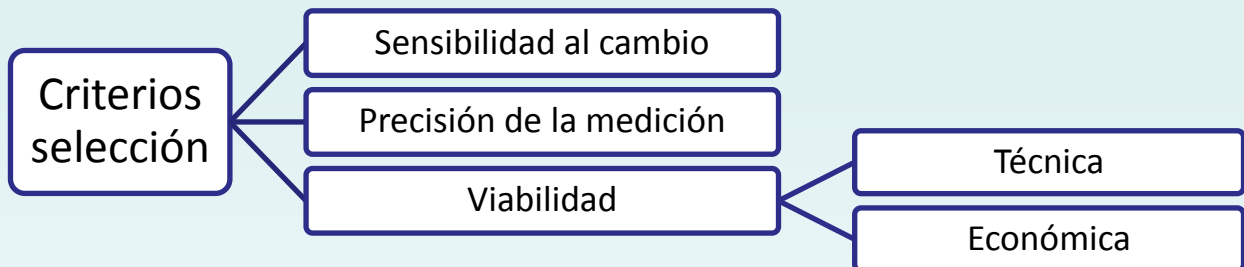 Criterios
selección
Sensibilidad al cambio
Precisión de la medición
Viabilidad
Técnica
Económica